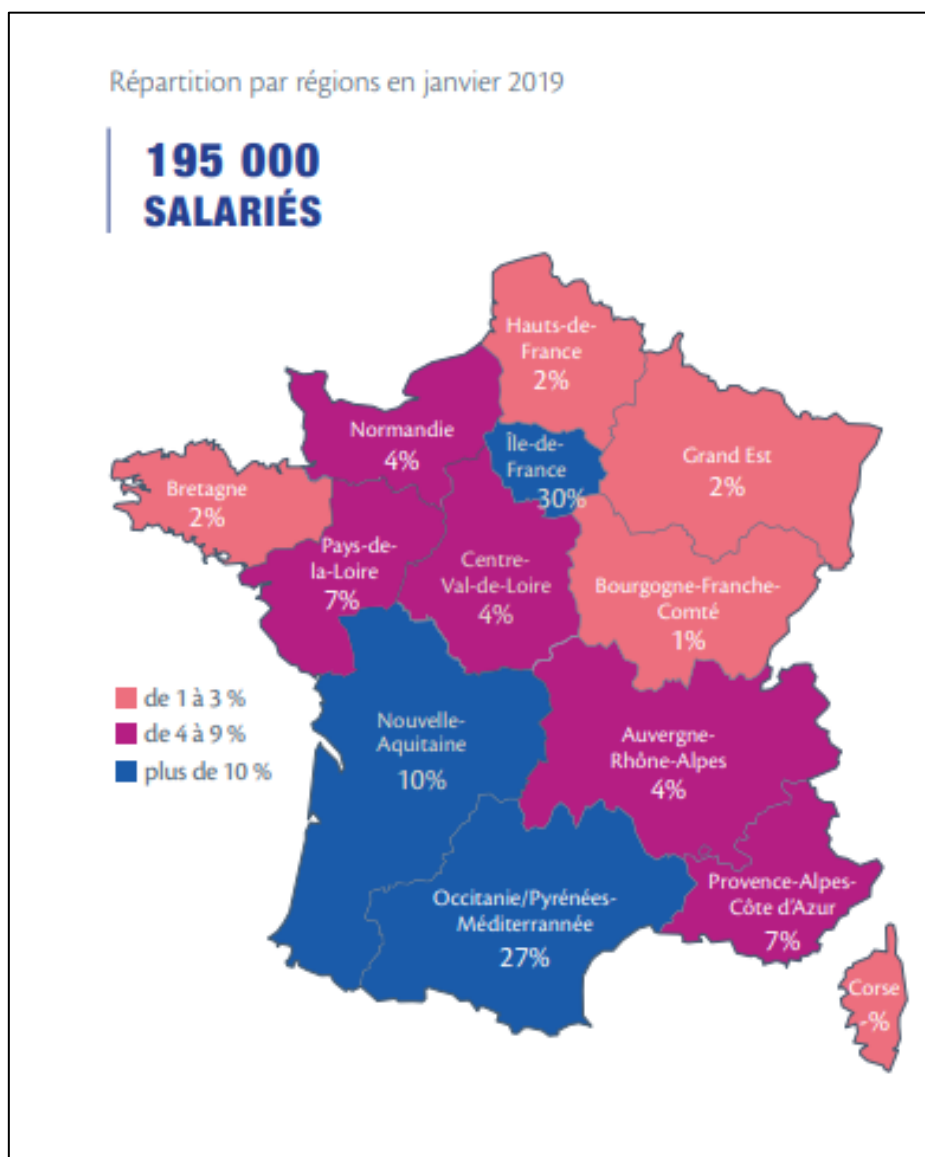 Répartition par régions en janvier 2019
195 000
SALARIÉS
Hauts-de-
France
2%
Normandie
4%
Île-de-
France
30%
Grand Est
2%
Bretagne
2%
Pays-de-
la-Loire
7%
Centre-
Val-de-Loire
4%
Bourgogne-Franche-
Comté
1%
de 1 à 3 %
de 4 à 9 %
plus de 10 %
Nouvelle-
Aquitaine
10%
Auvergne-
Rhône-Alpes
4%
Occitanie/Pyrénées-
Méditerrannée
27%
Provence-Alpes-
Côte d'Azur
7%
Corse
-%